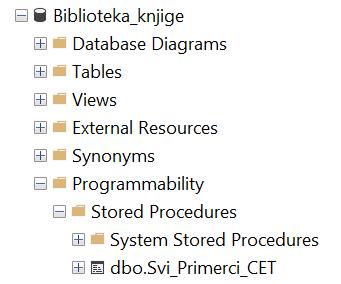 Biblioteka_knjige
Database Diagrams
Tables
Views
External Resources
Synonyms
Programmability
Stored Procedures
System Stored Procedures
dbo.Svi_Primerci_CET